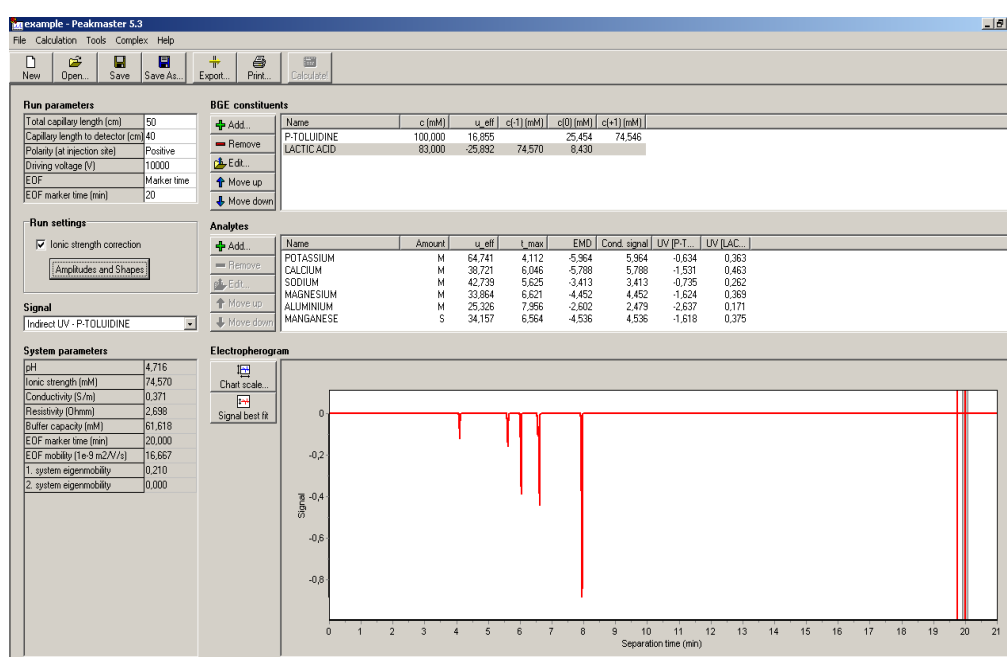 example - Peakmaster 5.3
File Calculation Tools Complex Help
New Open... Save Save As... Export... Print... Calculate!
Run parameters
Total capillary length (cm) 50
Capillary length to detector (cm) 40
Polarity (at injection site) Positive
Driving voltage (V) 10000
EOF Marker time
EOF marker time (min) 20
Run settings
Ionic strength correction
Amplitudes and Shapes
Signal
Indirect UV - P-TOLUIDINE
System parameters
pH 4,716
Ionic strength (mM) 74,570
Conductivity (S/m) 0,371
Resistivity (Ohmm) 2,698
Buffer capacity (mM) 61,618
EOF marker time (min) 20,000
EOF mobility (1e-9 m2/V/s) 16,667
1. system eigenmobility 0,210
2. system eigenmobility 0,000
BGE constituents
Add...
Remove
Edit...
Move up
Move down
Name c (mM) u_eff c(-1) (mM) c(0) (mM) c(+1) (mM)
P-TOLUIDINE 100,000 16,855 25,454 74,546
LACTIC ACID 83,000 -25,892 74,570 8,430
Analytes
Add...
Remove
Edit...
Move up
Move down
Name Amount u_eff t_max EMD Cond. signal UV [P-T... UV [LAC...
POTASSIUM M 64,741 4,112 -5,964 5,964 -0,634 0,363
CALCIUM M 38,721 6,046 -5,788 5,788 -1,531 0,463
SODIUM M 42,739 5,625 -3,413 3,413 -0,735 0,262
MAGNESIUM M 33,864 6,621 -4,452 4,452 -1,624 0,369
ALUMINIUM M 25,326 7,956 -2,602 2,479 -2,637 0,171
MANGANESE S 34,157 6,564 -4,536 4,536 -1,618 0,375
Electropherogram
Chart scale...
Signal best fit
0
-0,2
-0,4
-0,6
-0,8
Signal
0 1 2 3 4 5 6 7 8 9 10 11 12 13 14 15 16 17 18 19 20 21
Separation time (min)